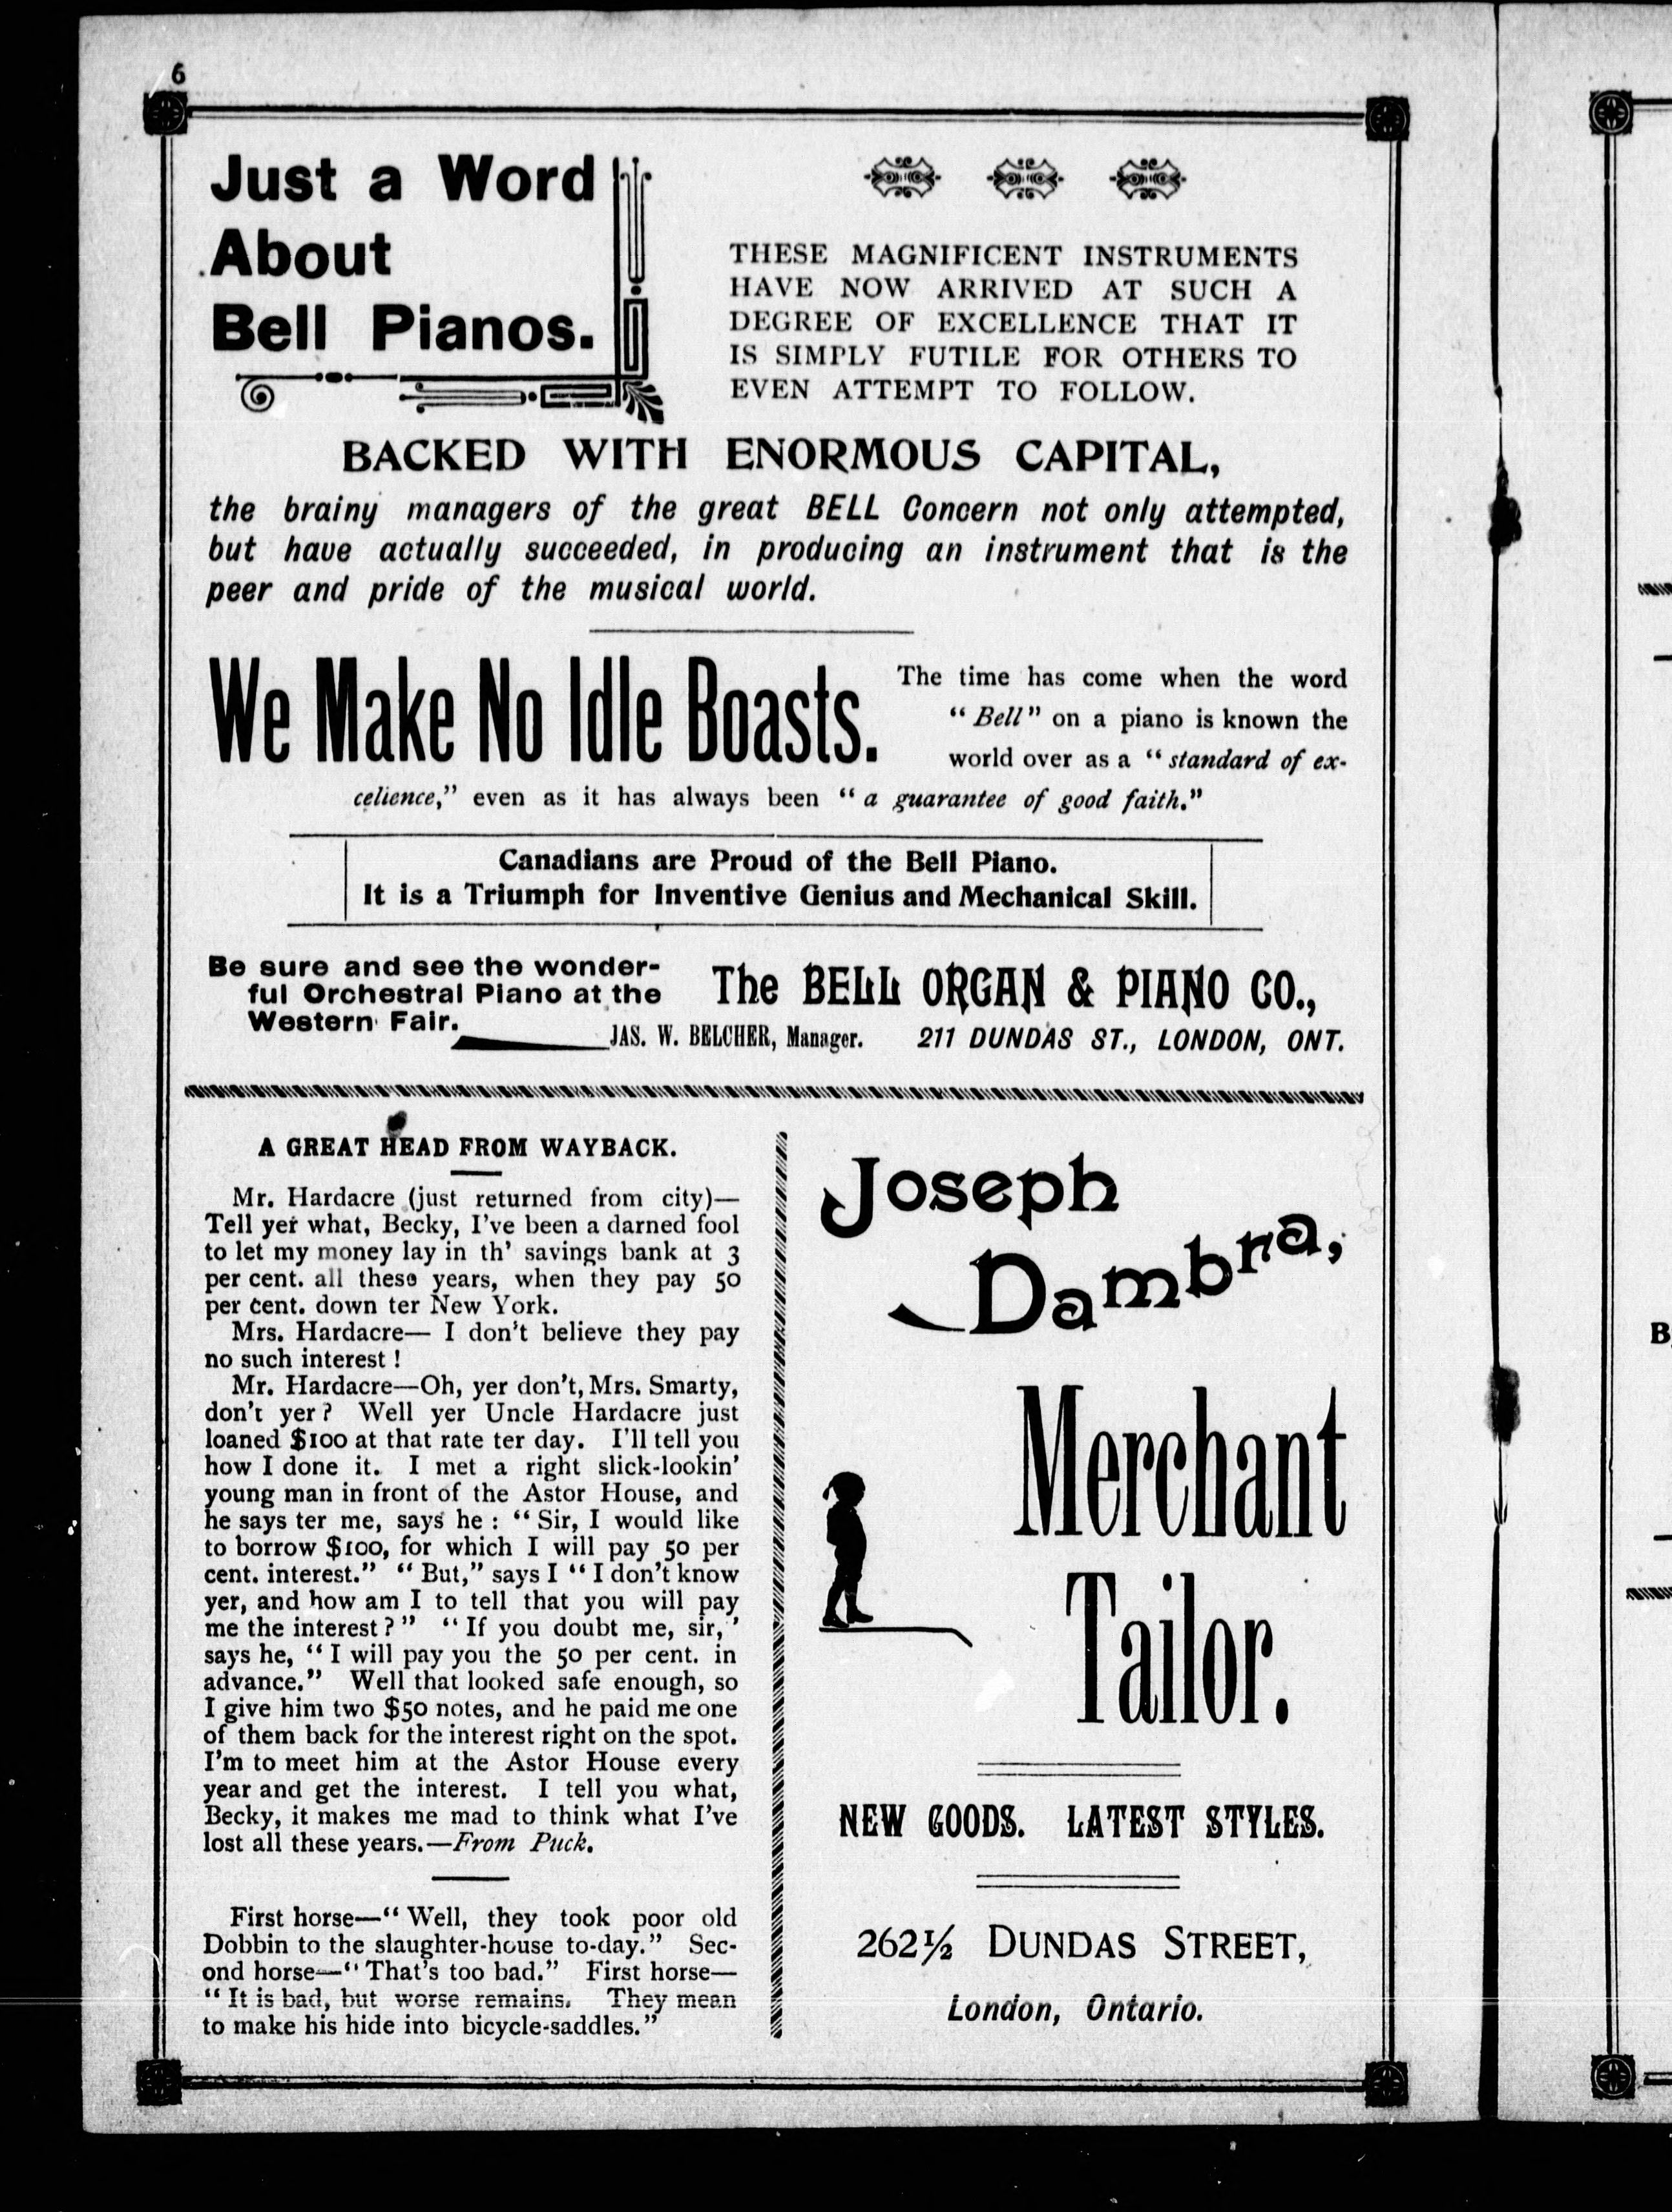 6
Just a Word
About
Bell Pianos.
THESE MAGNIFICENT INSTRUMENTS
HAVE NOW ARRIVED AT SUCH A
DEGREE OF EXCELLENCE THAT IT
IS SIMPLY FUTILE FOR OTHERS TO
EVEN ATTEMPT TO FOLLOW.
BACKED WITH ENORMOUS CAPITAL,
the brainy managers of the great BELL Concern not only attempted,
but have actually succeeded, in producing an instrument that is the
peer and pride of the musical world.
We Make No Idle Boasts.
The time has come when the word
“Bell” on a piano is known the
world over as a “standard of ex-
celience,” even as it has always been “a guarantee of good faith.”
Canadians are Proud of the Bell Piano.
It is a Triumph for Inventive Genius and Mechanical Skill.
Be sure and see the wonder-
ful Orchestral Piano at the
Western Fair.
The BELL ORGAN & PIANO CO.,
JAS. W. BELCHER, Manager. 211 DUNDAS ST., LONDON, ONT.
A GREAT HEAD FROM WAYBACK.
Mr. Hardacre (just returned from city)—
Tell yer what, Becky, I've been a darned fool
to let my money lay in th' savings bank at 3
per cent. all these years, when they pay 50
per cent. down ter New York.
Mrs. Hardacre— I don't believe they pay
no such interest !
Mr. Hardacre—Oh, yer don't, Mrs. Smarty,
don't yer ? Well yer Uncle Hardacre just
loaned $100 at that rate ter day. I'll tell you
how I done it. I met a right slick-lookin'
young man in front of the Astor House, and
he says ter me, says he : “Sir, I would like
to borrow $100, for which I will pay 50 per
cent. interest.” “But,” says I “I don't know
yer, and how am I to tell that you will pay
me the interest ?” “If you doubt me, sir,'’
says he, “I will pay you the 50 per cent. in
advance.” Well that looked safe enough, so
I give him two $50 notes, and he paid me one
of them back for the interest right on the spot.
I'm to meet him at the Astor House every
year and get the interest. I tell you what,
Becky, it makes me mad to think what I've
lost all these years.—From Puck.
First horse—“Well, they took poor old
Dobbin to the slaughter-house to-day.” Sec-
ond horse—“That's too bad.” First horse—
“It is bad, but worse remains. They mean
to make his hide into bicycle-saddles.”
Joseph
Dambra,
Merchant
Tailor.
NEW GOODS. LATEST STYLES.
262½ DUNDAS STREET,
London, Ontario.
B